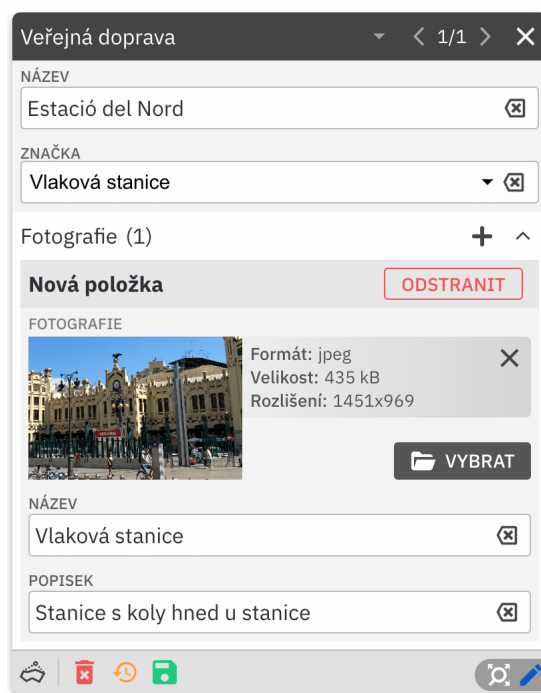 Veřejná doprava 1/1
NÁZEV
Estació del Nord
ZNAČKA
Vlaková stanice
Fotografie (1)
Nová položka ODSTRANIT
FOTOGRAFIE
Formát: jpeg
Velikost: 435 kB
Rozlišení: 1451x969
VYBRAT
NÁZEV
Vlaková stanice
POPISEK
Stanice s koly hned u stanice